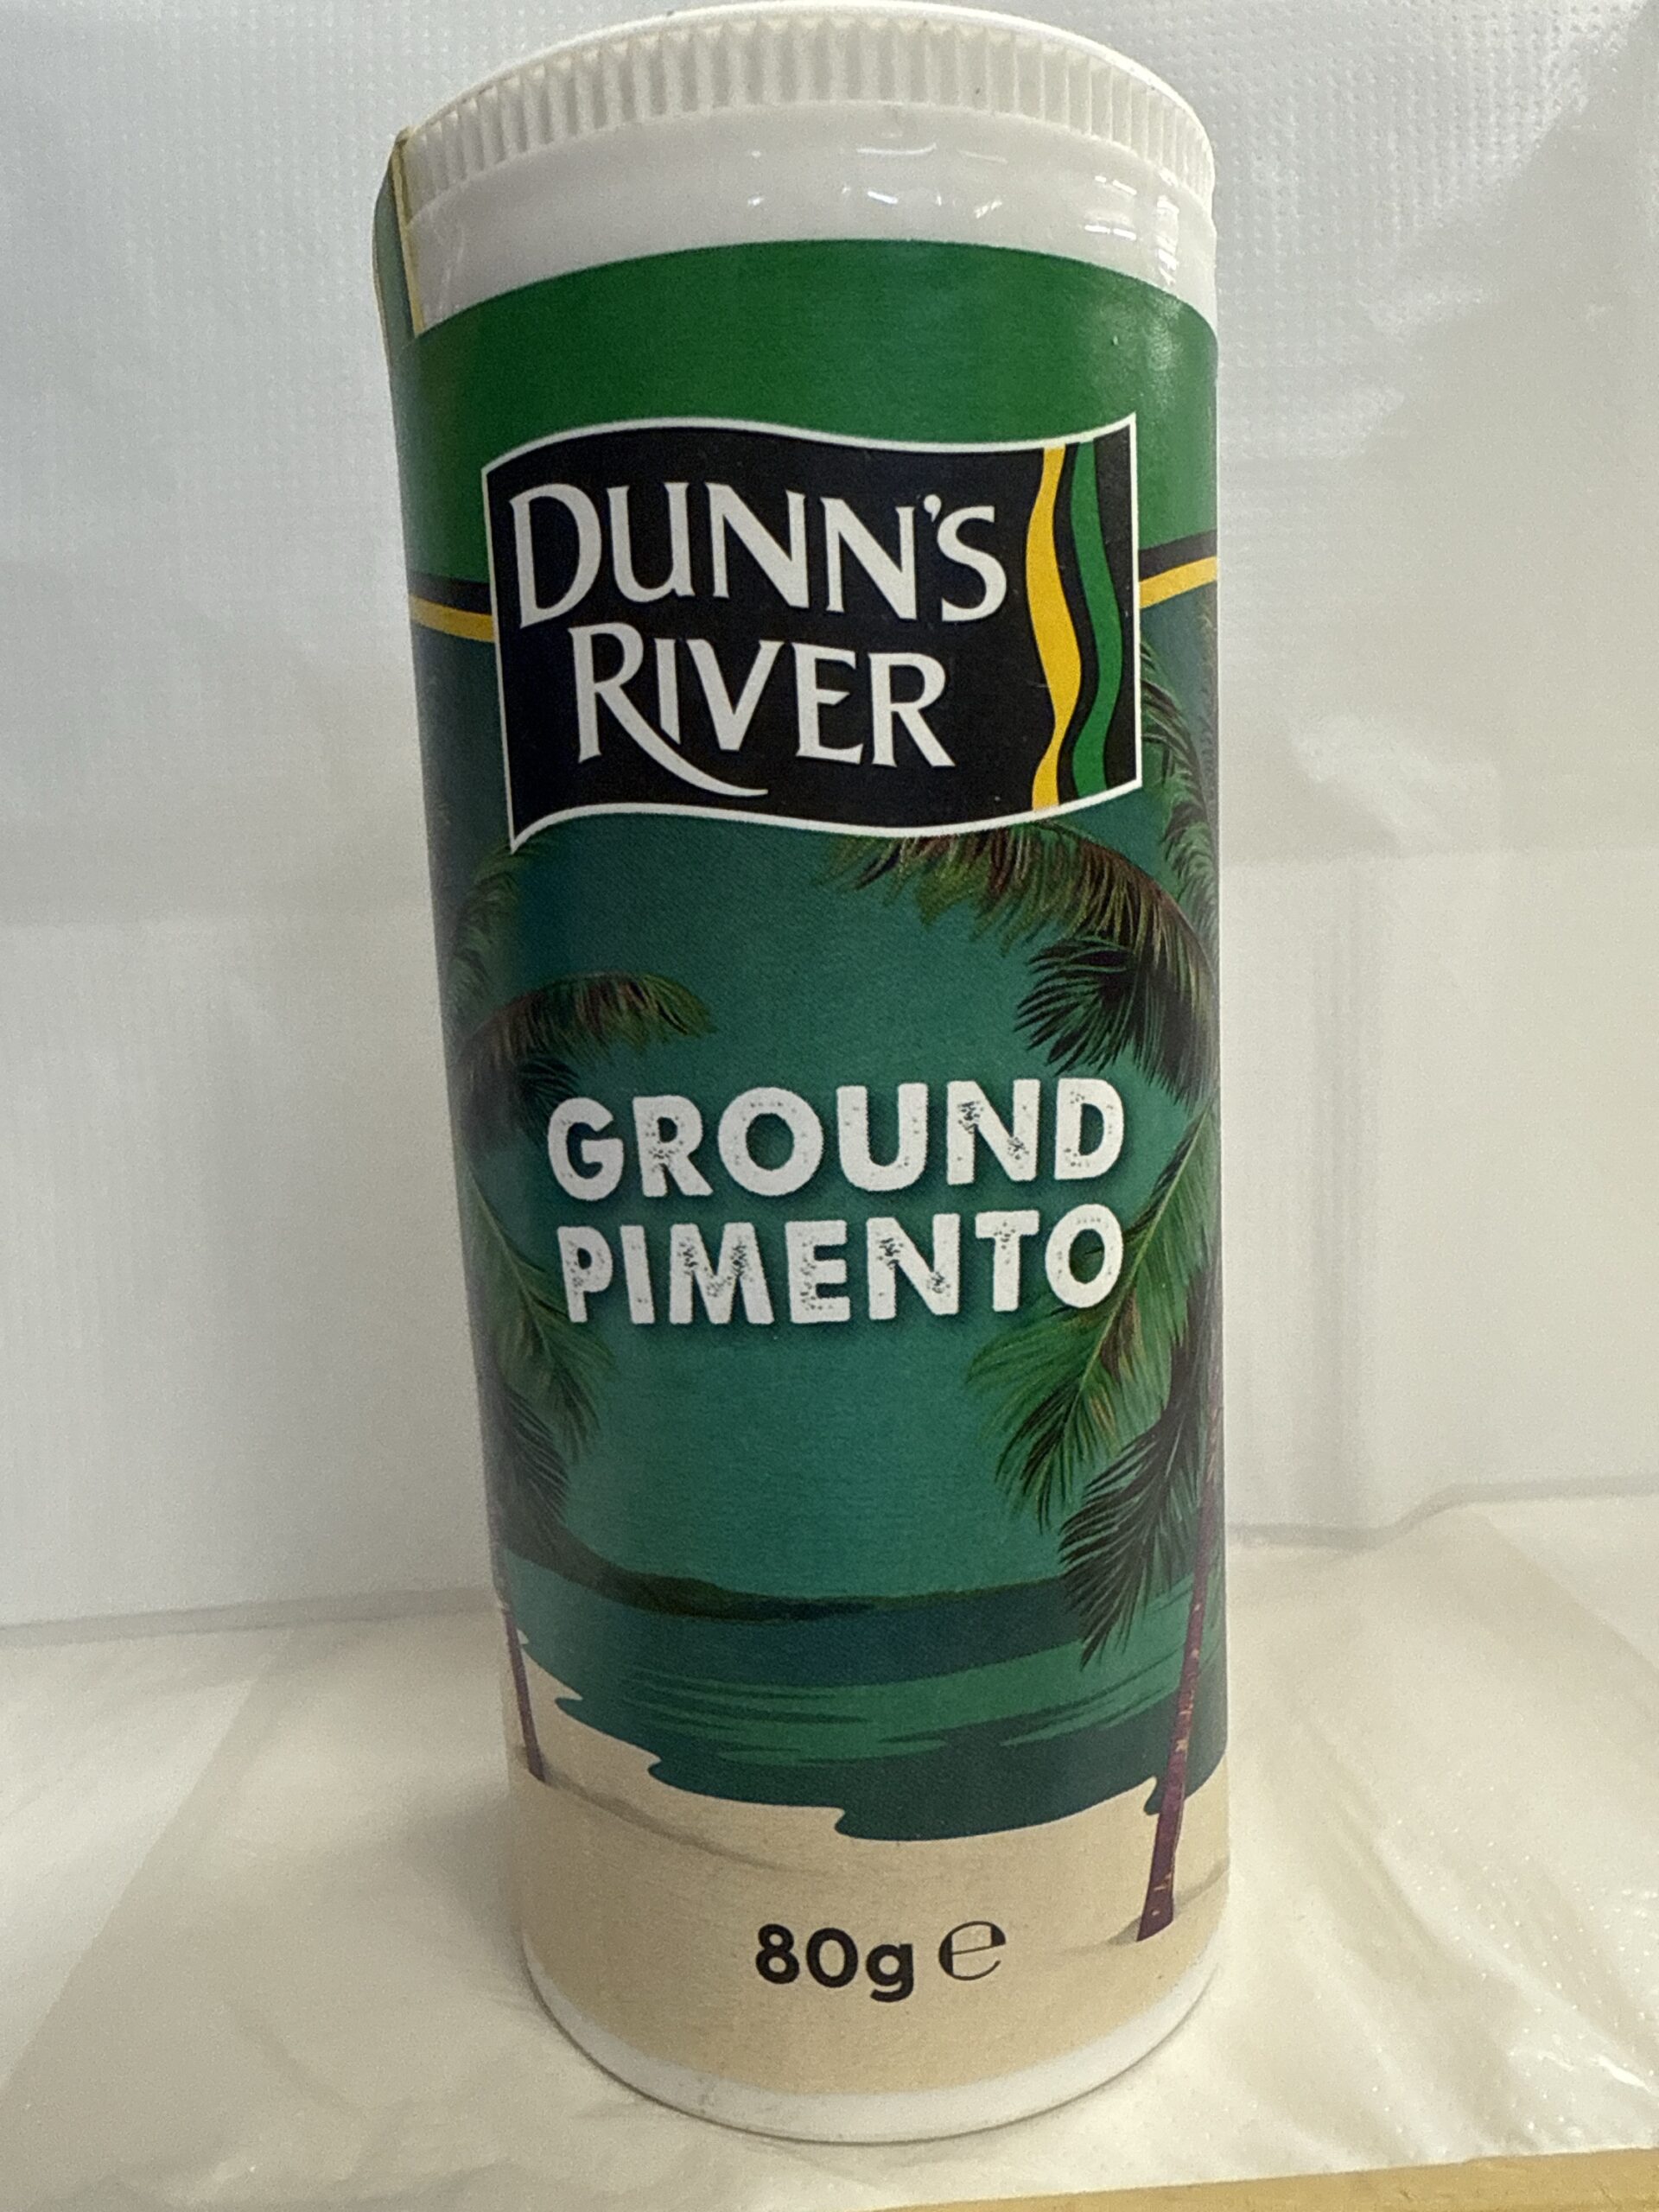 DUNN'S
RIVER
GROUND
PIMENTO
80g ℮